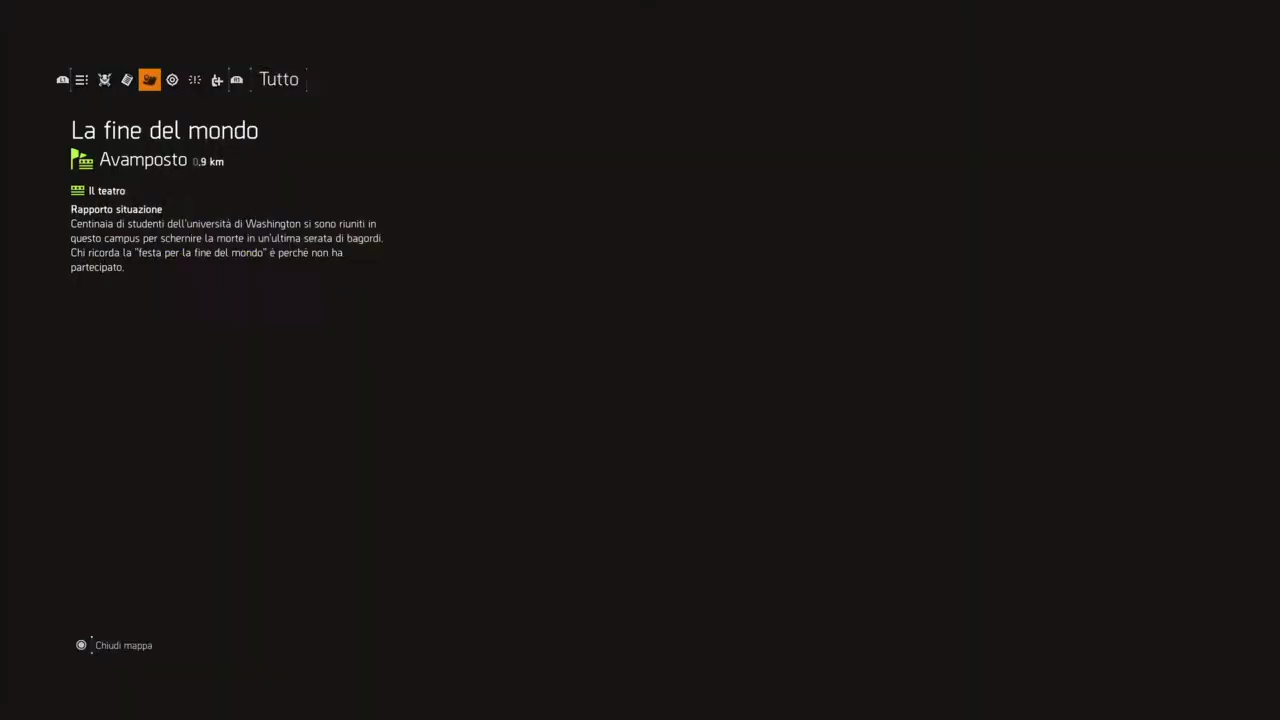 Tutto
La fine del mondo
Avamposto 0.9 km
Il teatro
Rapporto situazione
Centinaia di studenti dell'università di Washington si sono riuniti in
questo campus per schernire la morte in un'ultima serata di bagordi.
Chi ricorda la "festa per la fine del mondo" è perché non ha
partecipato.
Chiudi mappa